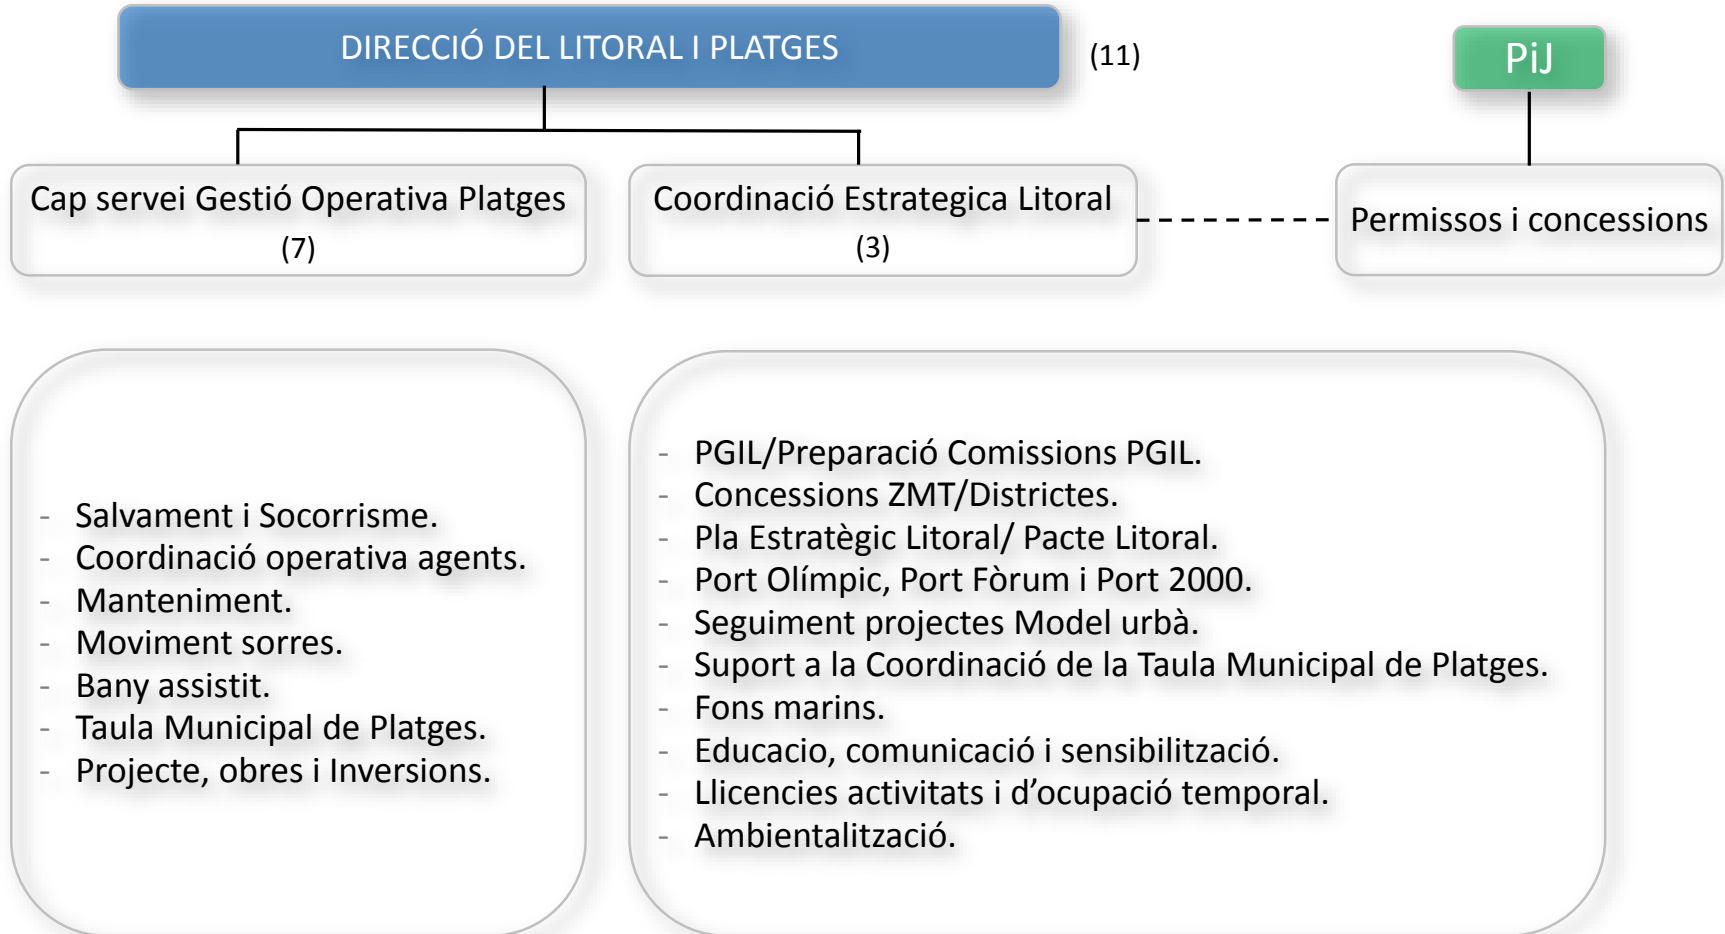 DIRECCIÓ DEL LITORAL I PLATGES
(11)
PiJ
Cap servei Gestió Operativa Platges
(7)
Coordinació Estrategica Litoral
(3)
Permissos i concessions
- Salvament i Socorrisme.
- Coordinació operativa agents.
- Manteniment.
- Moviment sorres.
- Bany assistit.
- Taula Municipal de Platges.
- Projecte, obres i Inversions.
- PGIL/Preparació Comissions PGIL.
- Concessions ZMT/Districtes.
- Pla Estratègic Litoral/ Pacte Litoral.
- Port Olímpic, Port Fòrum i Port 2000.
- Seguiment projectes Model urbà.
- Suport a la Coordinació de la Taula Municipal de Platges.
- Fons marins.
- Educacio, comunicació i sensibilització.
- Llicencies activitats i d’ocupació temporal.
- Ambientalització.